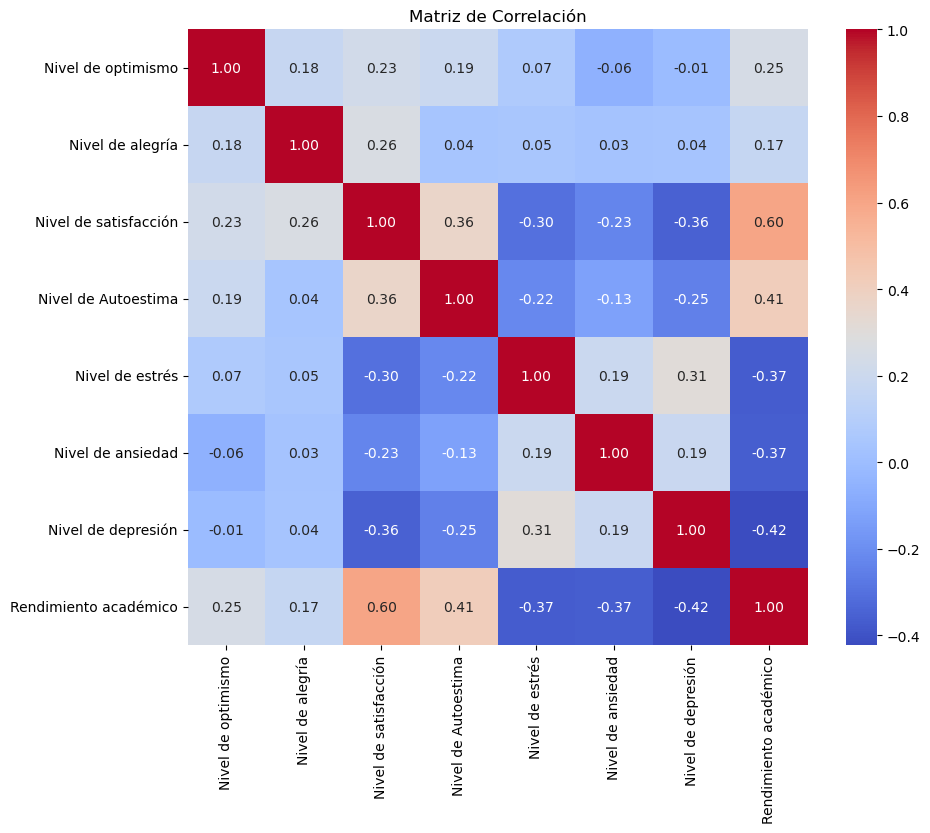 Matriz de Correlación
Nivel de optimismo 1.00 0.18 0.23 0.19 0.07 -0.06 -0.01 0.25
Nivel de alegría 0.18 1.00 0.26 0.04 0.05 0.03 0.04 0.17
Nivel de satisfacción 0.23 0.26 1.00 0.36 -0.30 -0.23 -0.36 0.60
Nivel de Autoestima 0.19 0.04 0.36 1.00 -0.22 -0.13 -0.25 0.41
Nivel de estrés 0.07 0.05 -0.30 -0.22 1.00 0.19 0.31 -0.37
Nivel de ansiedad -0.06 0.03 -0.23 -0.13 0.19 1.00 0.19 -0.37
Nivel de depresión -0.01 0.04 -0.36 -0.25 0.31 0.19 1.00 -0.42
Rendimiento académico 0.25 0.17 0.60 0.41 -0.37 -0.37 -0.42 1.00
Nivel de optimismo
Nivel de alegría
Nivel de satisfacción
Nivel de Autoestima
Nivel de estrés
Nivel de ansiedad
Nivel de depresión
Rendimiento académico
1.0
0.8
0.6
0.4
0.2
0.0
−0.2
−0.4